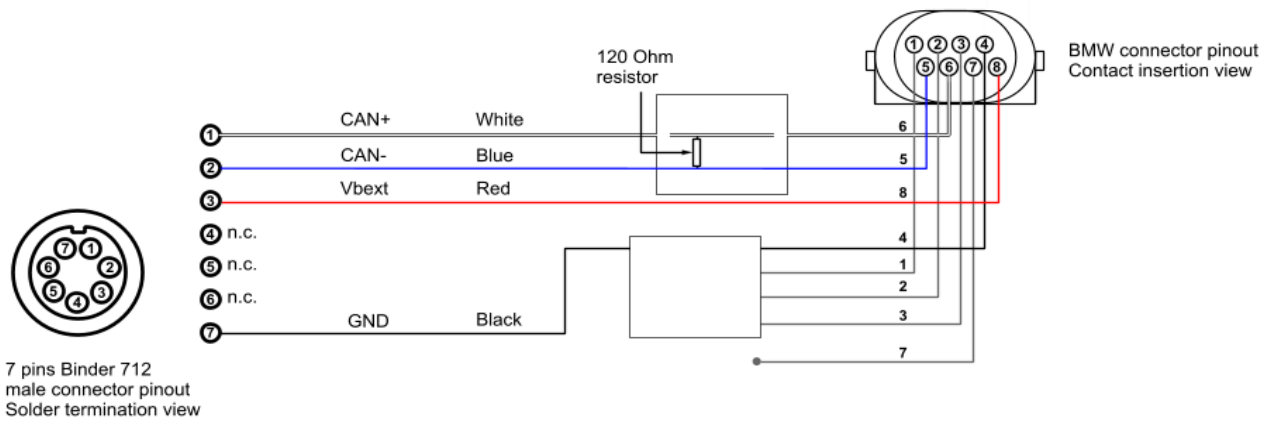 120 Ohm
resistor
1 2 3 4
5 6 7 8
BMW connector pinout
Contact insertion view
1 CAN+ White 6
2 CAN- Blue 5
3 Vbext Red 8
4 n.c.
4
5 n.c.
1
6 n.c.
2
7 GND Black
3
7
7 1
6 2
5 3
4
7 pins Binder 712
male connector pinout
Solder termination view